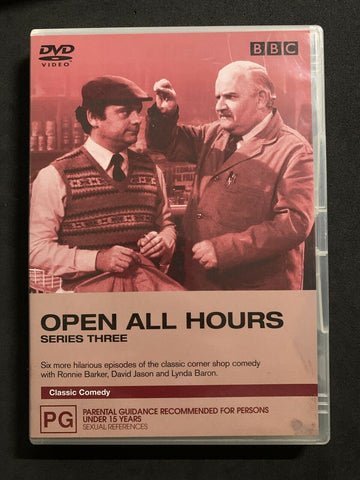 DVD
VIDEO
BBC
OPEN ALL HOURS
SERIES THREE
Six more hilarious episodes of the classic corner shop comedy
with Ronnie Barker, David Jason and Lynda Baron.
Classic Comedy
PG
PARENTAL GUIDANCE RECOMMENDED FOR PERSONS
UNDER 15 YEARS
SEXUAL REFERENCES